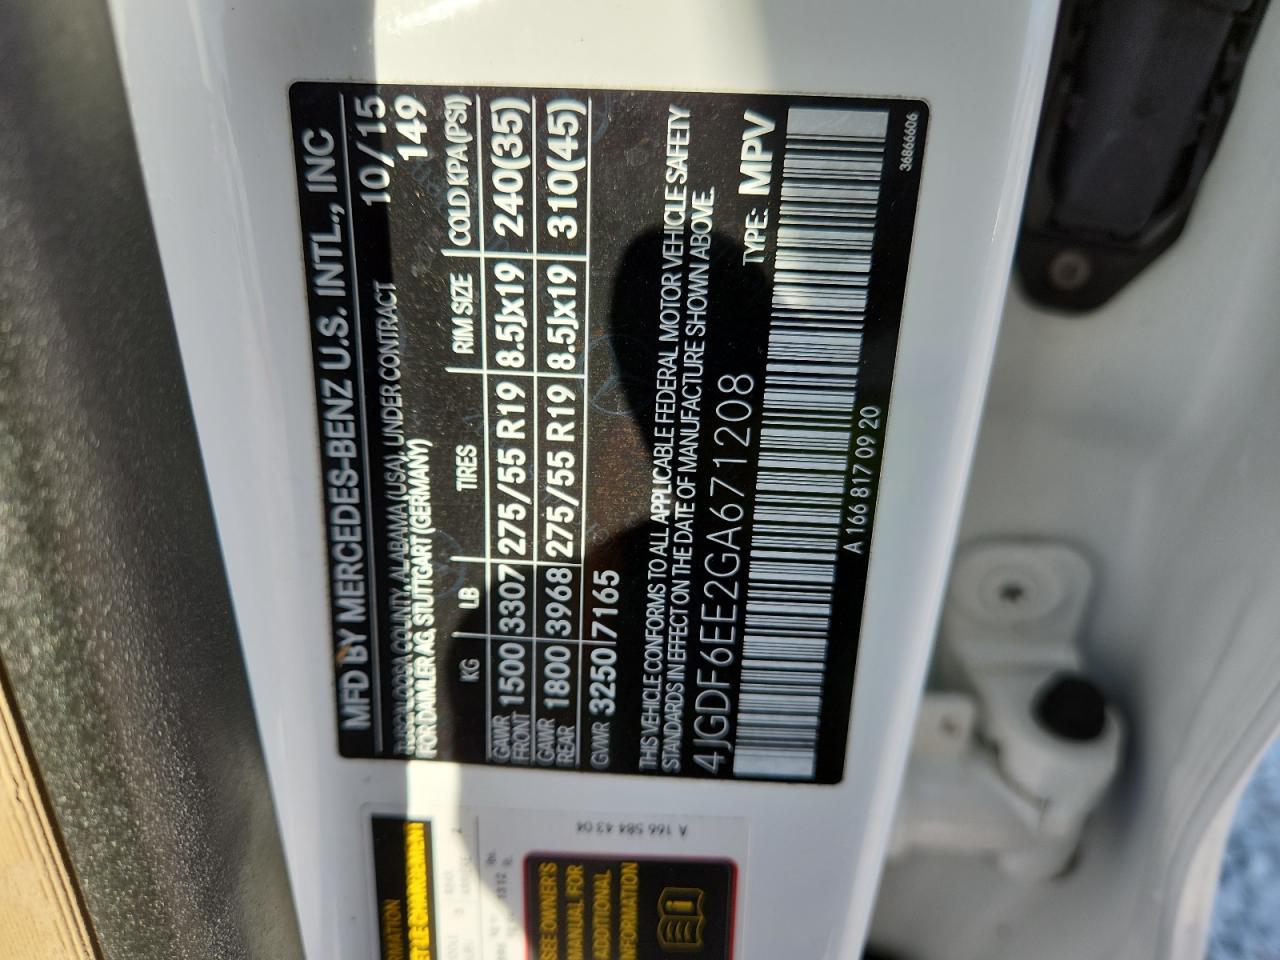 MFD BY MERCEDES-BENZ U.S. INTL., INC
TUSCALOOSA COUNTY, ALABAMA (USA), UNDER CONTRACT 10/15
FOR DAIMLER AG, STUTTGART (GERMANY) 149
KG LB TIRES RIM SIZE COLD KPA(PSI)
GAWR FRONT 1500 3307 275/55 R19 8.5Jx19 240(35)
GAWR REAR 1800 3968 275/55 R19 8.5Jx19 310(45)
GVWR 3250/7165
THIS VEHICLE CONFORMS TO ALL APPLICABLE FEDERAL MOTOR VEHICLE SAFETY
STANDARDS IN EFFECT ON THE DATE OF MANUFACTURE SHOWN ABOVE.
4JGDF6EE2GA671208 TYPE: MPV
A 166 817 09 20
36866606
A 166 584 43 04
SEE OWNER'S
MANUAL FOR
ADDITIONAL
INFORMATION